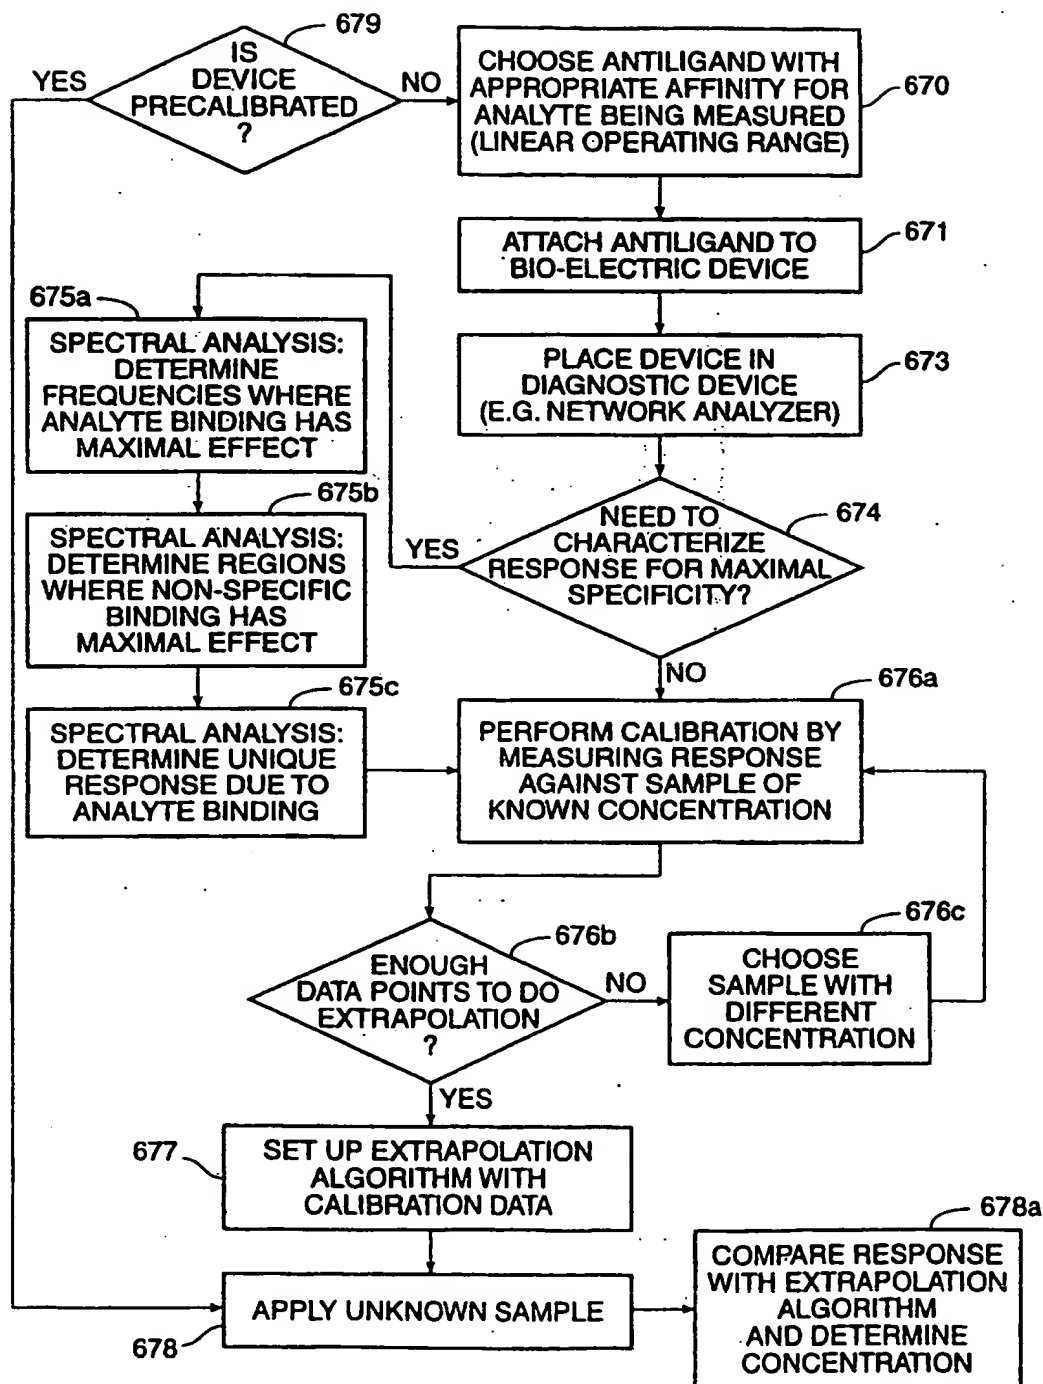 679
IS
DEVICE
PRECALIBRATED
?
YES
NO
CHOOSE ANTILIGAND WITH
APPROPRIATE AFFINITY FOR
ANALYTE BEING MEASURED
(LINEAR OPERATING RANGE)
670
ATTACH ANTILIGAND TO
BIO-ELECTRIC DEVICE
671
PLACE DEVICE IN
DIAGNOSTIC DEVICE
(E.G. NETWORK ANALYZER)
673
NEED TO
CHARACTERIZE
RESPONSE FOR MAXIMAL
SPECIFICITY?
674
YES
NO
675a
SPECTRAL ANALYSIS:
DETERMINE
FREQUENCIES WHERE
ANALYTE BINDING HAS
MAXIMAL EFFECT
675b
SPECTRAL ANALYSIS:
DETERMINE REGIONS
WHERE NON-SPECIFIC
BINDING HAS
MAXIMAL EFFECT
675c
SPECTRAL ANALYSIS:
DETERMINE UNIQUE
RESPONSE DUE TO
ANALYTE BINDING
676a
PERFORM CALIBRATION BY
MEASURING RESPONSE
AGAINST SAMPLE OF
KNOWN CONCENTRATION
676b
ENOUGH
DATA POINTS TO DO
EXTRAPOLATION
?
NO
YES
676c
CHOOSE
SAMPLE WITH
DIFFERENT
CONCENTRATION
677
SET UP EXTRAPOLATION
ALGORITHM WITH
CALIBRATION DATA
APPLY UNKNOWN SAMPLE
678
678a
COMPARE RESPONSE
WITH EXTRAPOLATION
ALGORITHM
AND DETERMINE
CONCENTRATION